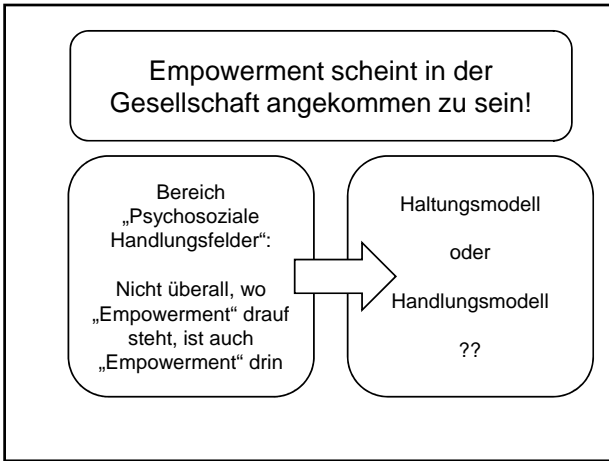 Empowerment scheint in der
Gesellschaft angekommen zu sein!
Bereich
„Psychosoziale
Handlungsfelder“:
Nicht überall, wo
„Empowerment“ drauf
steht, ist auch
„Empowerment“ drin
Haltungsmodell
oder
Handlungsmodell
??